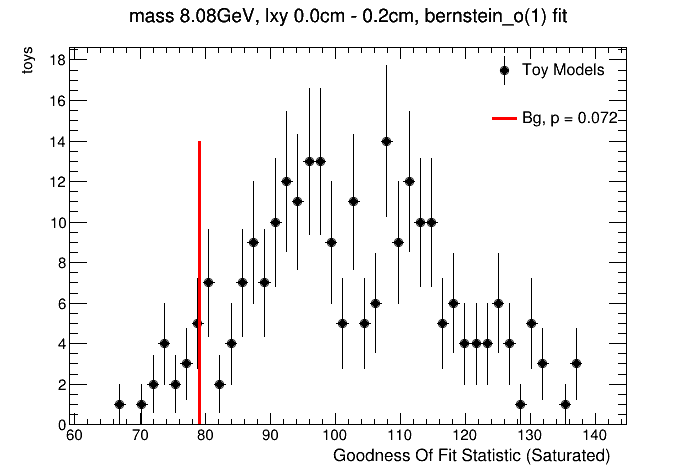 mass 8.08GeV, lxy 0.0cm - 0.2cm, bernstein_o(1) fit
toys
18
16
14
12
10
8
6
4
2
0
Toy Models
Bg, p = 0.072
60 70 80 90 100 110 120 130 140
Goodness Of Fit Statistic (Saturated)